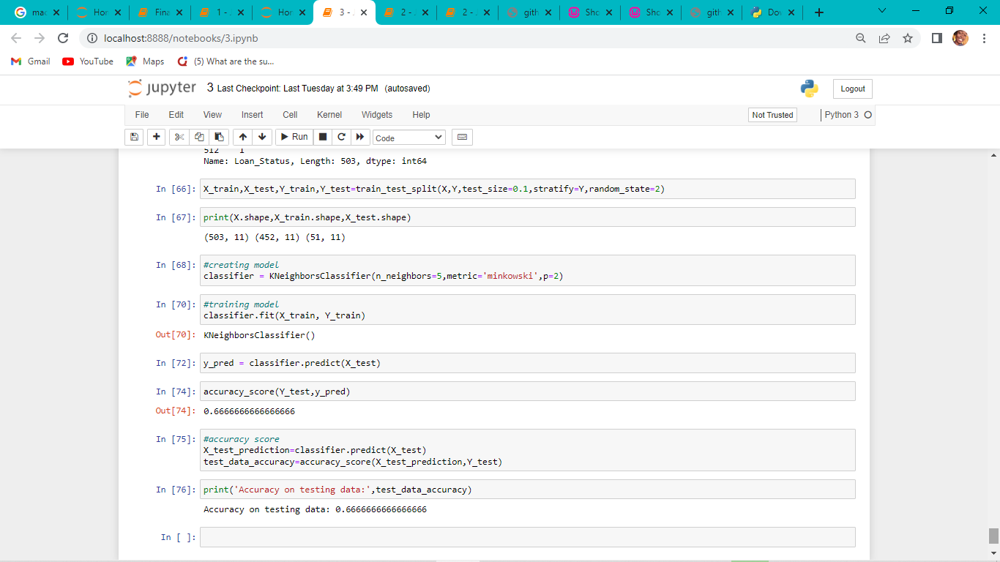 mac
Hor
Fina
1 - .
Hor
3 - .
2 - .
2 - .
gith
Sho
Sho
gith
Dov
localhost:8888/notebooks/3.ipynb
Gmail
YouTube
Maps
(5) What are the su...
jupyter 3 Last Checkpoint: Last Tuesday at 3:49 PM (autosaved)
Logout
File Edit View Insert Cell Kernel Widgets Help
Not Trusted
Python 3
Run
Code
512 1
Name: Loan_Status, Length: 503, dtype: int64
In [66]: X_train,X_test,Y_train,Y_test=train_test_split(X,Y,test_size=0.1,stratify=Y,random_state=2)
In [67]: print(X.shape,X_train.shape,X_test.shape)
(503, 11) (452, 11) (51, 11)
In [68]: #creating model
classifier = KNeighborsClassifier(n_neighbors=5,metric='minkowski',p=2)
In [70]: #training model
classifier.fit(X_train, Y_train)
Out[70]: KNeighborsClassifier()
In [72]: y_pred = classifier.predict(X_test)
In [74]: accuracy_score(Y_test,y_pred)
Out[74]: 0.6666666666666666
In [75]: #accuracy score
X_test_prediction=classifier.predict(X_test)
test_data_accuracy=accuracy_score(X_test_prediction,Y_test)
In [76]: print('Accuracy on testing data:',test_data_accuracy)
Accuracy on testing data: 0.6666666666666666
In [ ]: